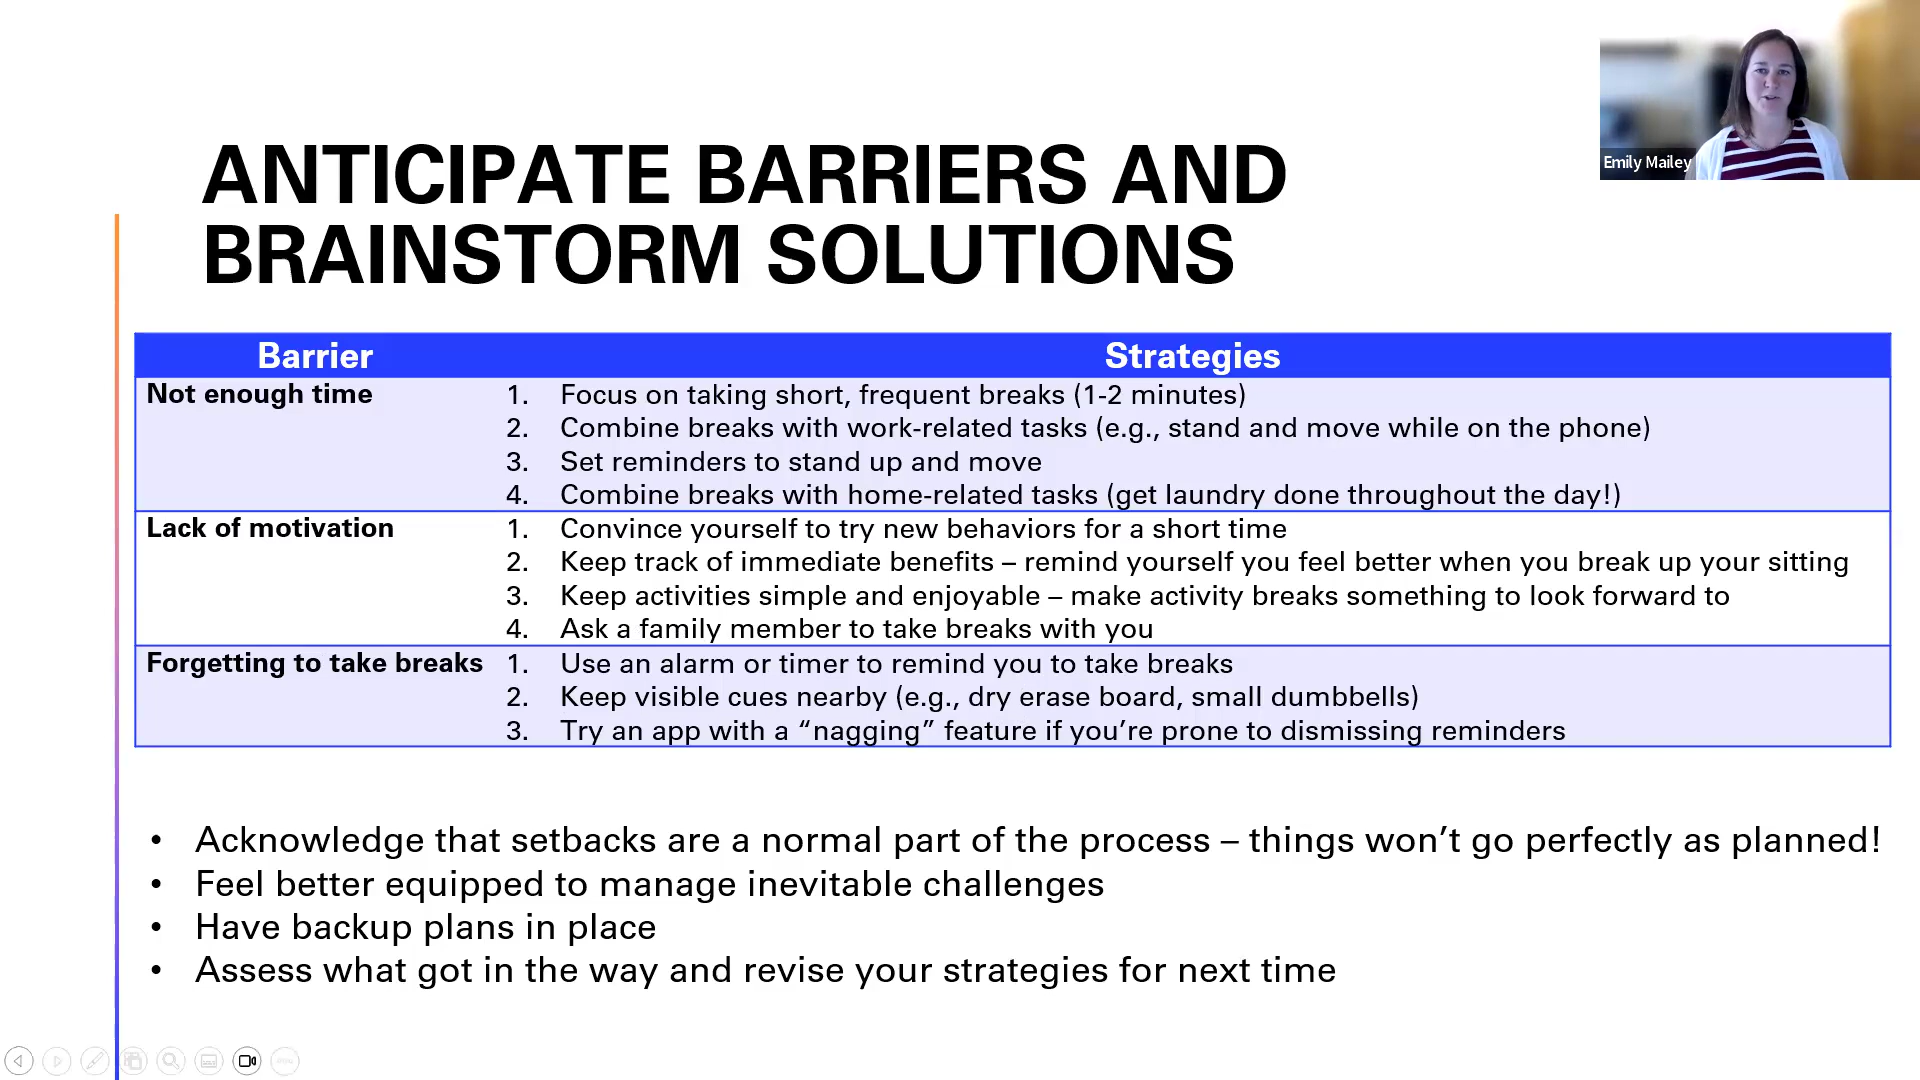 ANTICIPATE BARRIERS AND
BRAINSTORM SOLUTIONS
Emily Mailey
Barrier Strategies
Not enough time
1. Focus on taking short, frequent breaks (1-2 minutes)
2. Combine breaks with work-related tasks (e.g., stand and move while on the phone)
3. Set reminders to stand up and move
4. Combine breaks with home-related tasks (get laundry done throughout the day!)
Lack of motivation
1. Convince yourself to try new behaviors for a short time
2. Keep track of immediate benefits – remind yourself you feel better when you break up your sitting
3. Keep activities simple and enjoyable – make activity breaks something to look forward to
4. Ask a family member to take breaks with you
Forgetting to take breaks
1. Use an alarm or timer to remind you to take breaks
2. Keep visible cues nearby (e.g., dry erase board, small dumbbells)
3. Try an app with a “nagging” feature if you’re prone to dismissing reminders
• Acknowledge that setbacks are a normal part of the process – things won’t go perfectly as planned!
• Feel better equipped to manage inevitable challenges
• Have backup plans in place
• Assess what got in the way and revise your strategies for next time